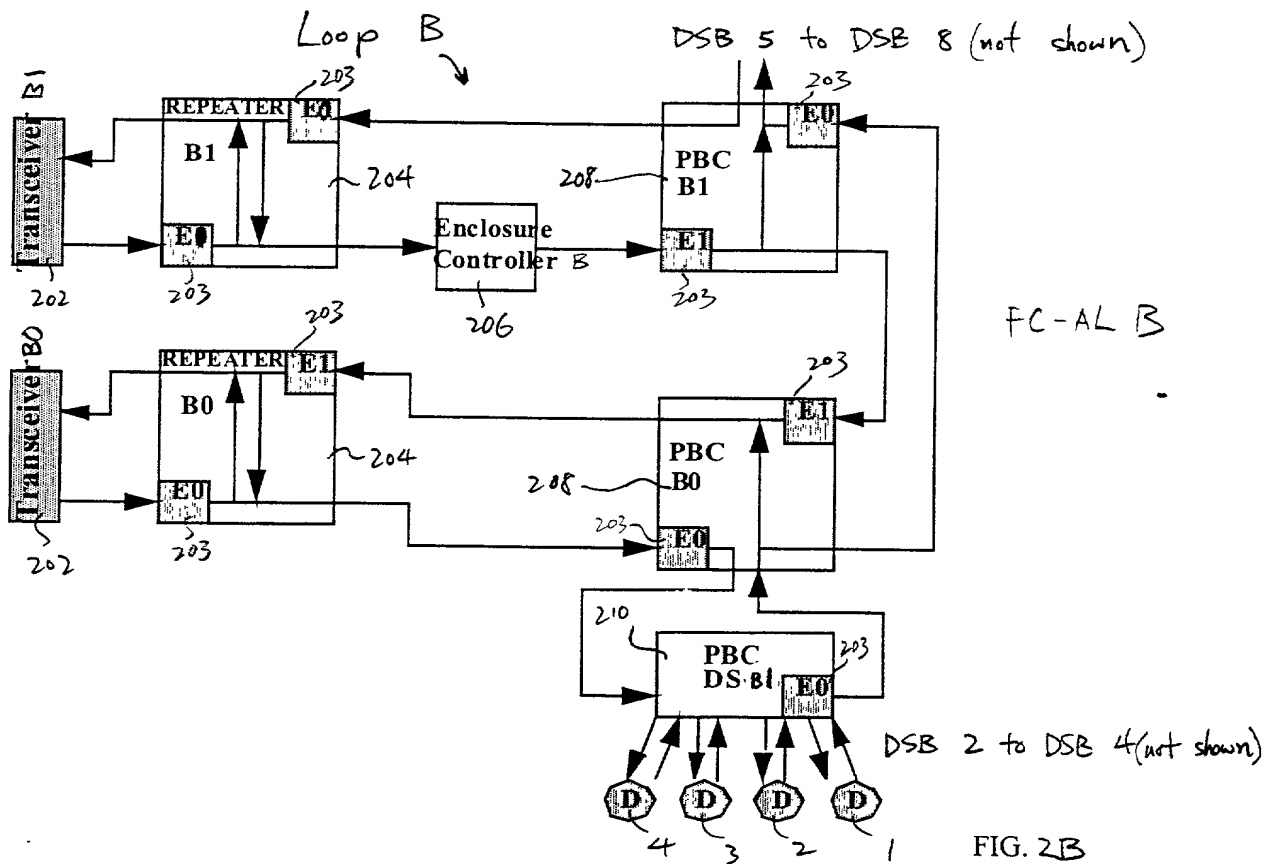 Loop B
DSB 5 to DSB 8 (not shown)
203
203
REPEATER
E0
E0
Transceiver B1
B1
PBC
B1
204
208
Enclosure
Controller B
E0
E1
202
203
206
203
FC-AL B
203
203
REPEATER
E1
E1
Transceiver B0
B0
PBC
B0
204
208
203
E0
E0
202
203
210
PBC
DS B1
203
E0
DSB 2 to DSB 4 (not shown)
D
D
D
D
4
3
2
1
FIG. 2B